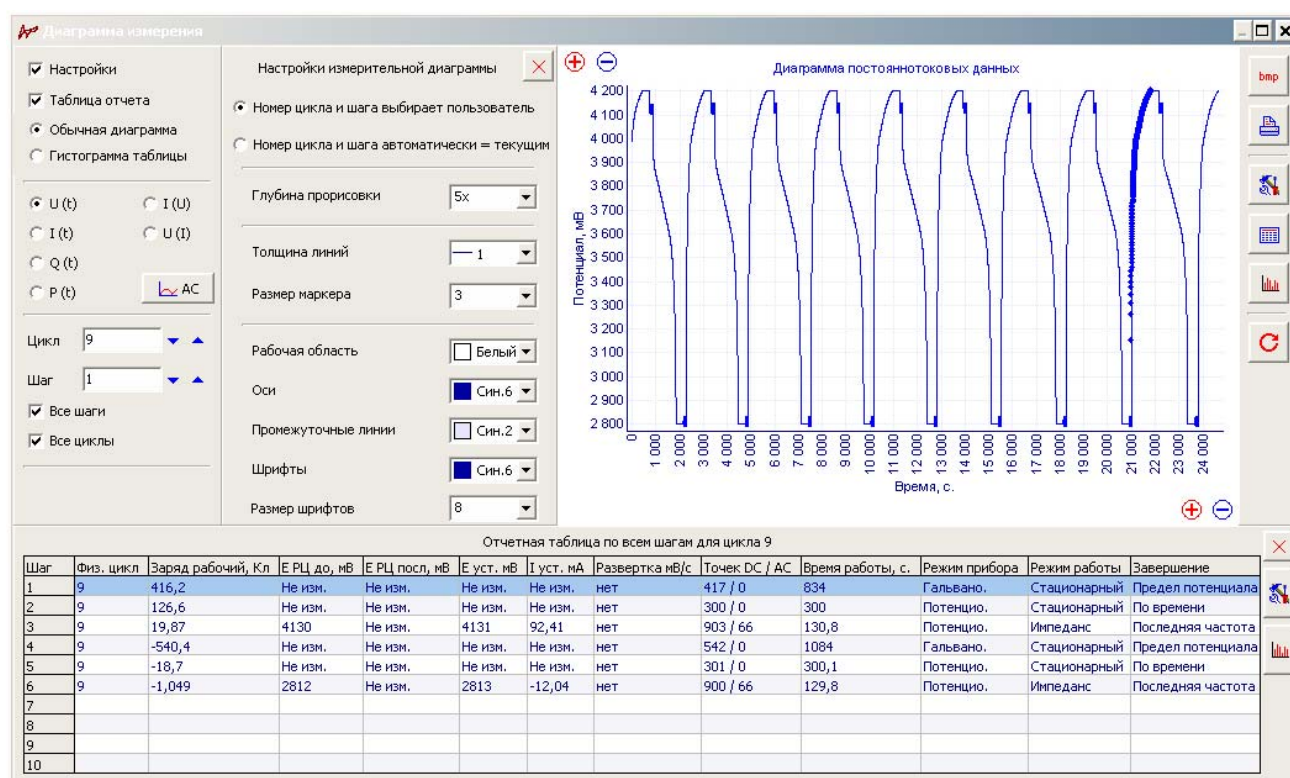 Диаграмма измерения
Настройки
Таблица отчета
Обычная диаграмма
Гистограмма таблицы
U (t) I (U)
I (t) U (I)
Q (t)
P (t) AC
Цикл 9
Шаг 1
Все шаги
Все циклы
Настройки измерительной диаграммы
Номер цикла и шага выбирает пользователь
Номер цикла и шага автоматически = текущим
Глубина прорисовки 5x
Толщина линий 1
Размер маркера 3
Рабочая область Белый
Оси Син.6
Промежуточные линии Син.2
Шрифты Син.6
Размер шрифтов 8
Диаграмма постояннотоковых данных
Потенциал, мВ
4 200
4 100
4 000
3 900
3 800
3 700
3 600
3 500
3 400
3 300
3 200
3 100
3 000
2 900
2 800
0 1 000 2 000 3 000 4 000 5 000 6 000 7 000 8 000 9 000 10 000 11 000 12 000 13 000 14 000 15 000 16 000 17 000 18 000 19 000 20 000 21 000 22 000 23 000 24 000
Время, с.
bmp
Отчетная таблица по всем шагам для цикла 9
Шаг Физ. цикл Заряд рабочий, Кл Е РЦ до, мВ Е РЦ посл, мВ Е уст. мВ I уст. мА Развертка мВ/с Точек DC / AC Время работы, с. Режим прибора Режим работы Завершение
1 9 416,2 Не изм. Не изм. Не изм. Не изм. нет 417 / 0 834 Гальвано. Стационарный Предел потенциала
2 9 126,6 Не изм. Не изм. Не изм. Не изм. нет 300 / 0 300 Потенцио. Стационарный По времени
3 9 19,87 4130 Не изм. 4131 92,41 нет 903 / 66 130,8 Потенцио. Импеданс Последняя частота
4 9 -540,4 Не изм. Не изм. Не изм. Не изм. нет 542 / 0 1084 Гальвано. Стационарный Предел потенциала
5 9 -18,7 Не изм. Не изм. Не изм. Не изм. нет 301 / 0 300,1 Потенцио. Стационарный По времени
6 9 -1,049 2812 Не изм. 2813 -12,04 нет 900 / 66 129,8 Потенцио. Импеданс Последняя частота
7
8
9
10